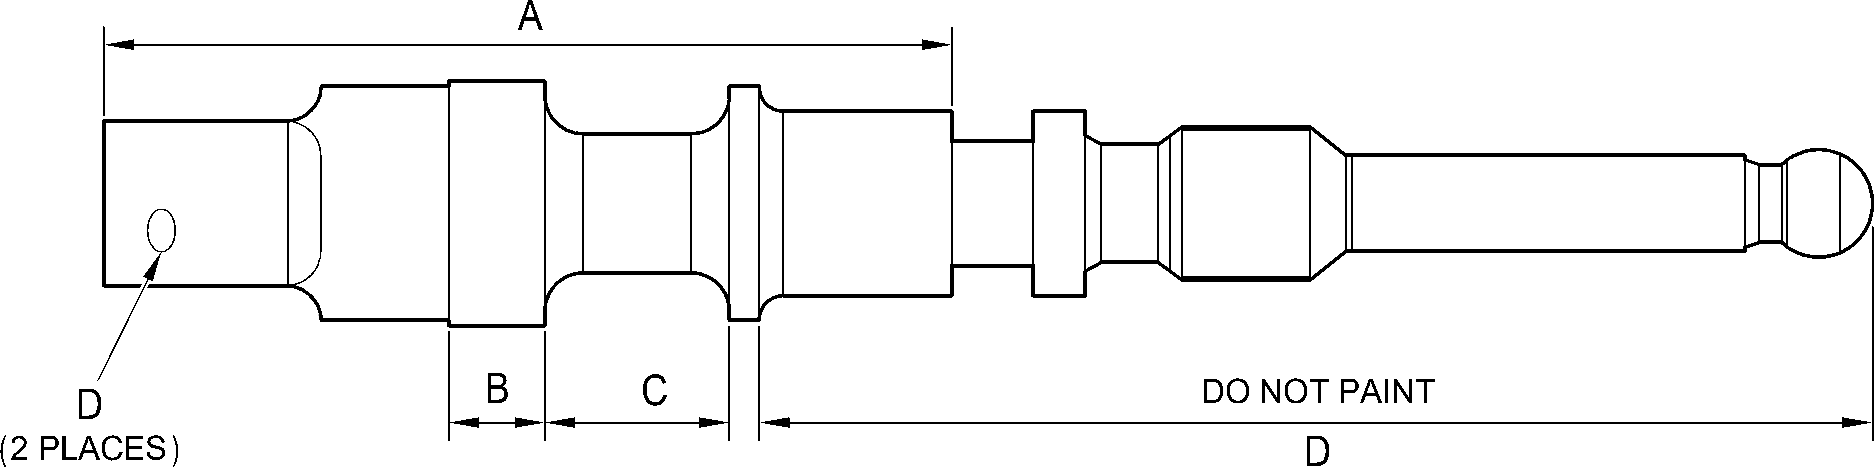 A
B
C
DO NOT PAINT
D
D
(2 PLACES)